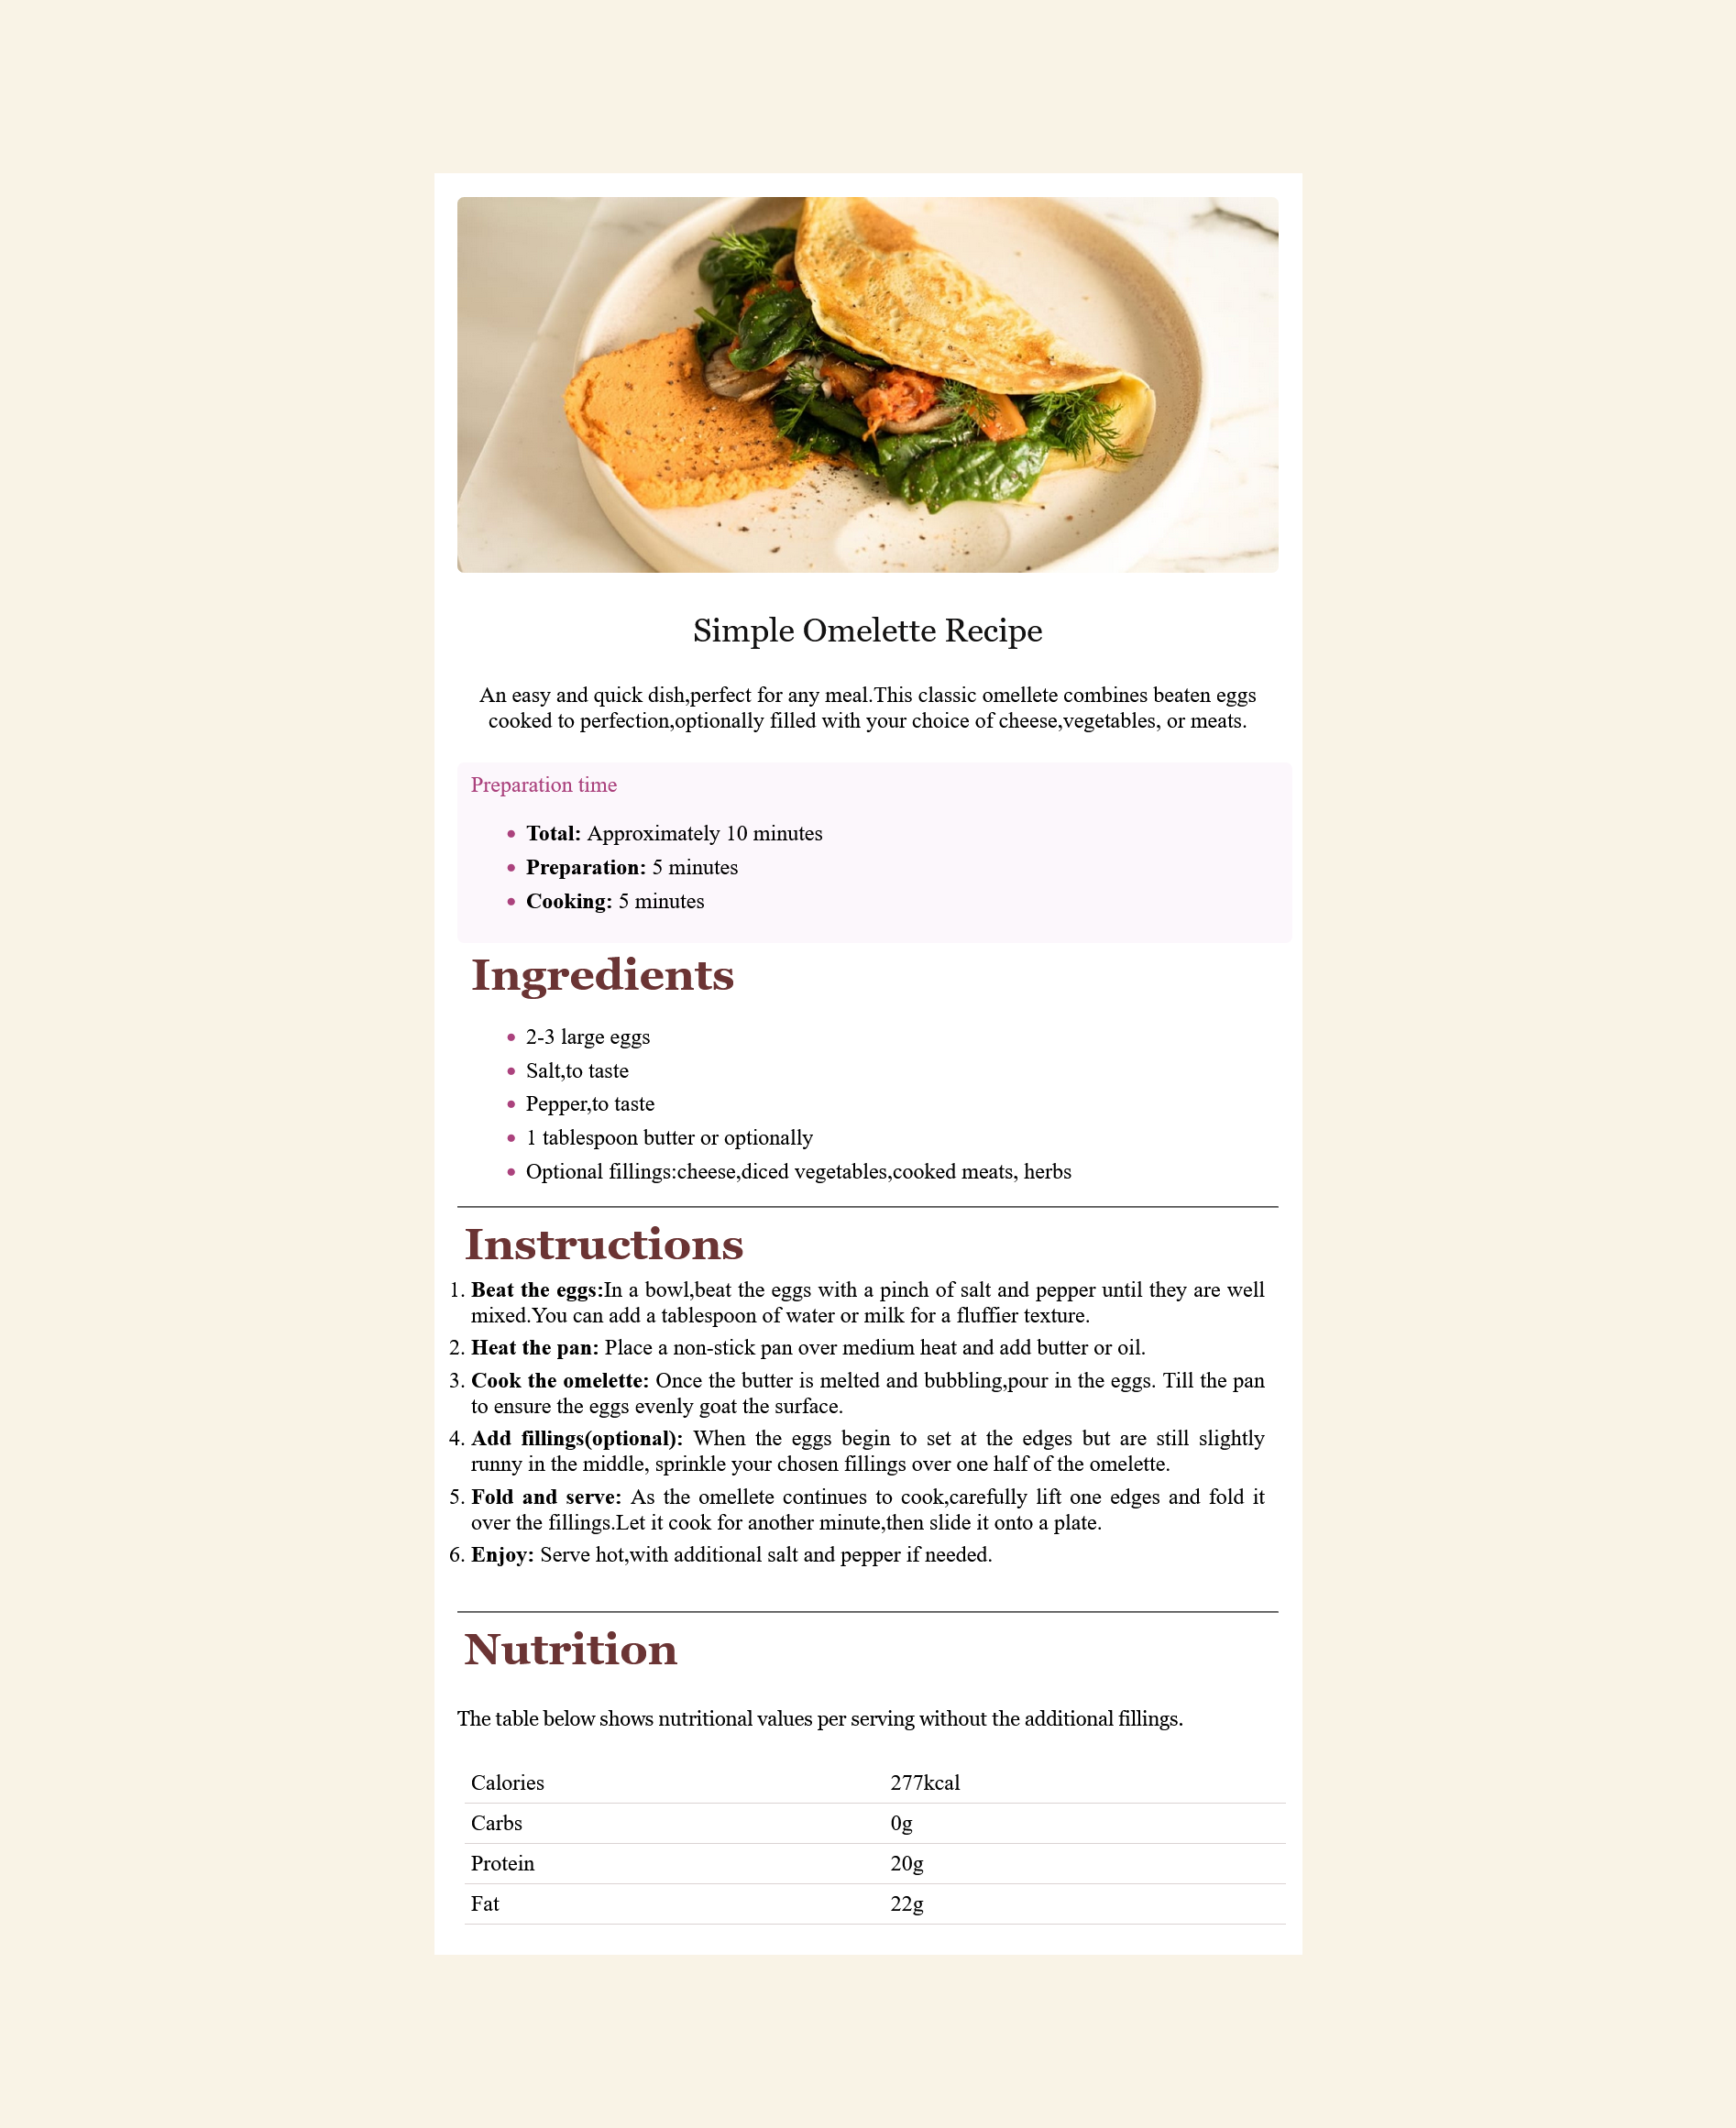 Simple Omelette Recipe
An easy and quick dish,perfect for any meal.This classic omellete combines beaten eggs
cooked to perfection,optionally filled with your choice of cheese,vegetables, or meats.
Preparation time
• Total: Approximately 10 minutes
• Preparation: 5 minutes
• Cooking: 5 minutes
Ingredients
• 2-3 large eggs
• Salt,to taste
• Pepper,to taste
• 1 tablespoon butter or optionally
• Optional fillings:cheese,diced vegetables,cooked meats, herbs
Instructions
1. Beat the eggs:In a bowl,beat the eggs with a pinch of salt and pepper until they are well
mixed.You can add a tablespoon of water or milk for a fluffier texture.
2. Heat the pan: Place a non-stick pan over medium heat and add butter or oil.
3. Cook the omelette: Once the butter is melted and bubbling,pour in the eggs. Till the pan
to ensure the eggs evenly goat the surface.
4. Add fillings(optional): When the eggs begin to set at the edges but are still slightly
runny in the middle, sprinkle your chosen fillings over one half of the omelette.
5. Fold and serve: As the omellete continues to cook,carefully lift one edges and fold it
over the fillings.Let it cook for another minute,then slide it onto a plate.
6. Enjoy: Serve hot,with additional salt and pepper if needed.
Nutrition
The table below shows nutritional values per serving without the additional fillings.
Calories 277kcal
Carbs 0g
Protein 20g
Fat 22g